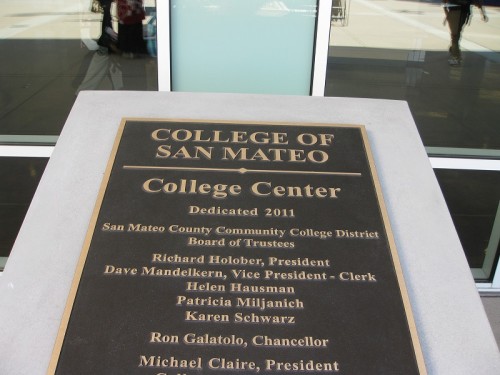 COLLEGE OF
SAN MATEO
College Center
Dedicated 2011
San Mateo County Community College District
Board of Trustees
Richard Holober, President
Dave Mandelkern, Vice President - Clerk
Helen Hausman
Patricia Miljanich
Karen Schwarz
Ron Galatolo, Chancellor
Michael Claire, President